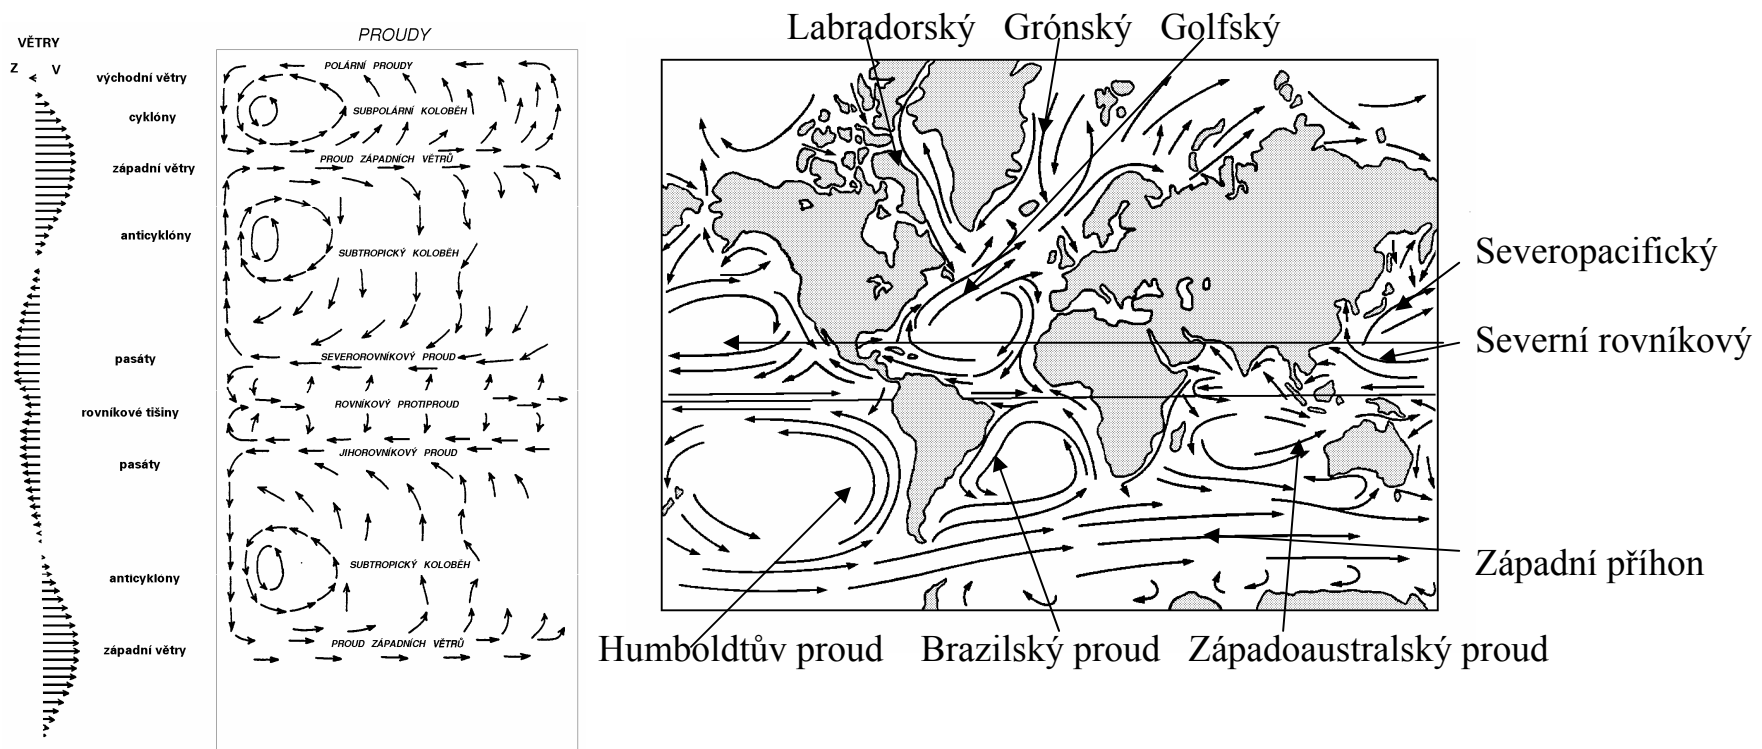 VĚTRY
Z V
východní větry
cyklóny
západní větry
anticyklóny
pasáty
rovníkové tišiny
pasáty
anticyklóny
západní větry
PROUDY
POLÁRNÍ PROUDY
SUBPOLÁRNÍ KOLOBĚH
PROUD ZÁPADNÍCH VĚTRŮ
SUBTROPICKÝ KOLOBĚH
SEVEROROVNÍKOVÝ PROUD
ROVNÍKOVÝ PROTIPROUD
JIHOROVNÍKOVÝ PROUD
SUBTROPICKÝ KOLOBĚH
PROUD ZÁPADNÍCH VĚTRŮ
Labradorský Grónský Golfský
Severopacifický
Severní rovníkový
Západní příhon
Humboldtův proud Brazilský proud Západoaustralský proud